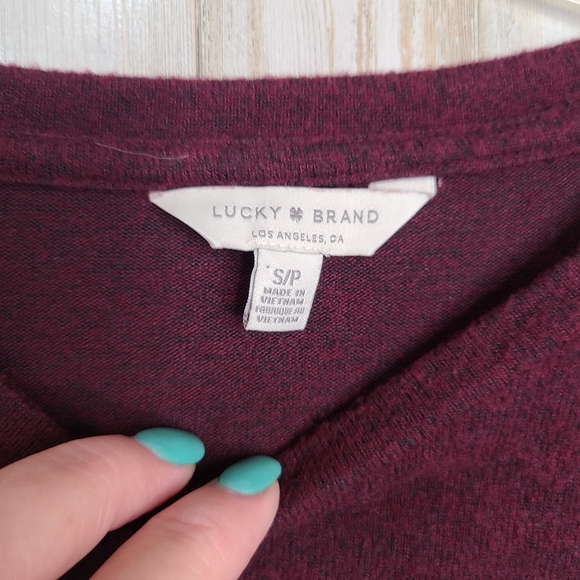 LUCKY BRAND
LOS ANGELES, CA
S/P
MADE IN
VIETNAM
FABRIQUÉ AU
VIETNAM